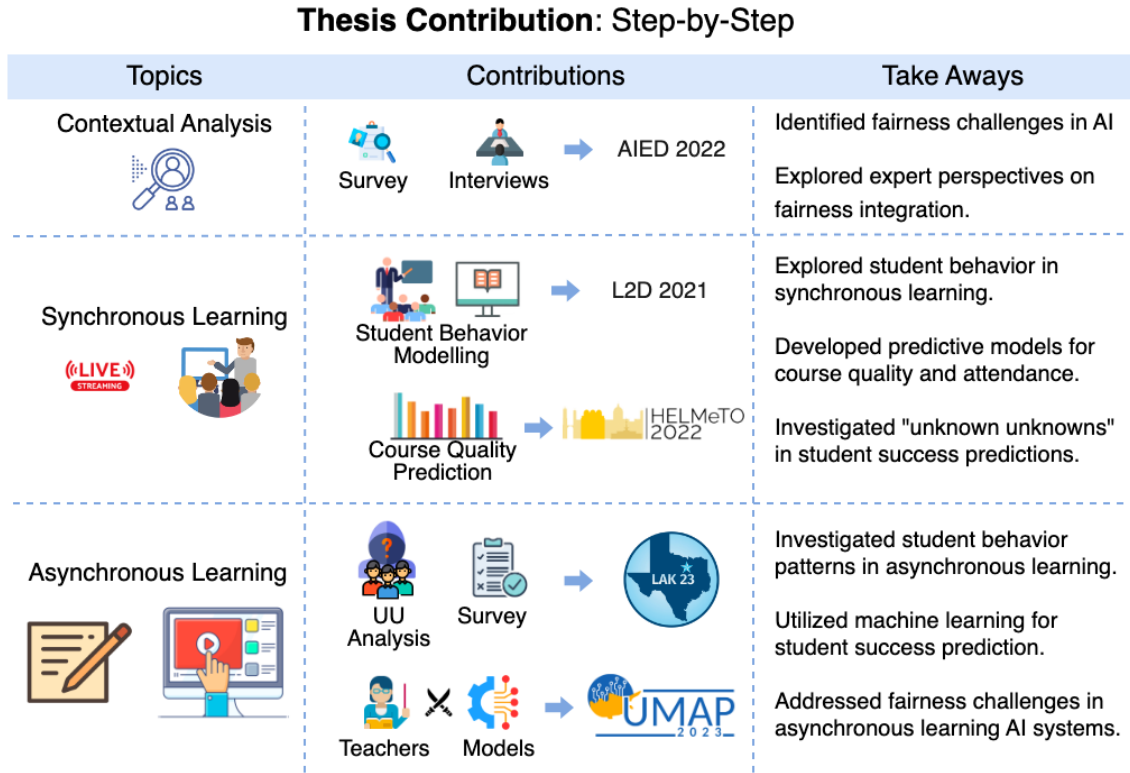 Thesis Contribution: Step-by-Step
Topics
Contributions
Take Aways
Contextual Analysis
Survey
Interviews
AIED 2022
Identified fairness challenges in AI
Explored expert perspectives on
fairness integration.
Synchronous Learning
LIVE
STREAMING
Student Behavior
Modelling
L2D 2021
Course Quality
Prediction
HELMeTO
2022
Explored student behavior in
synchronous learning.
Developed predictive models for
course quality and attendance.
Investigated "unknown unknowns"
in student success predictions.
Asynchronous Learning
?
UU
Analysis
Survey
LAK 23
Teachers
Models
UMAP
2023
Investigated student behavior
patterns in asynchronous learning.
Utilized machine learning for
student success prediction.
Addressed fairness challenges in
asynchronous learning AI systems.